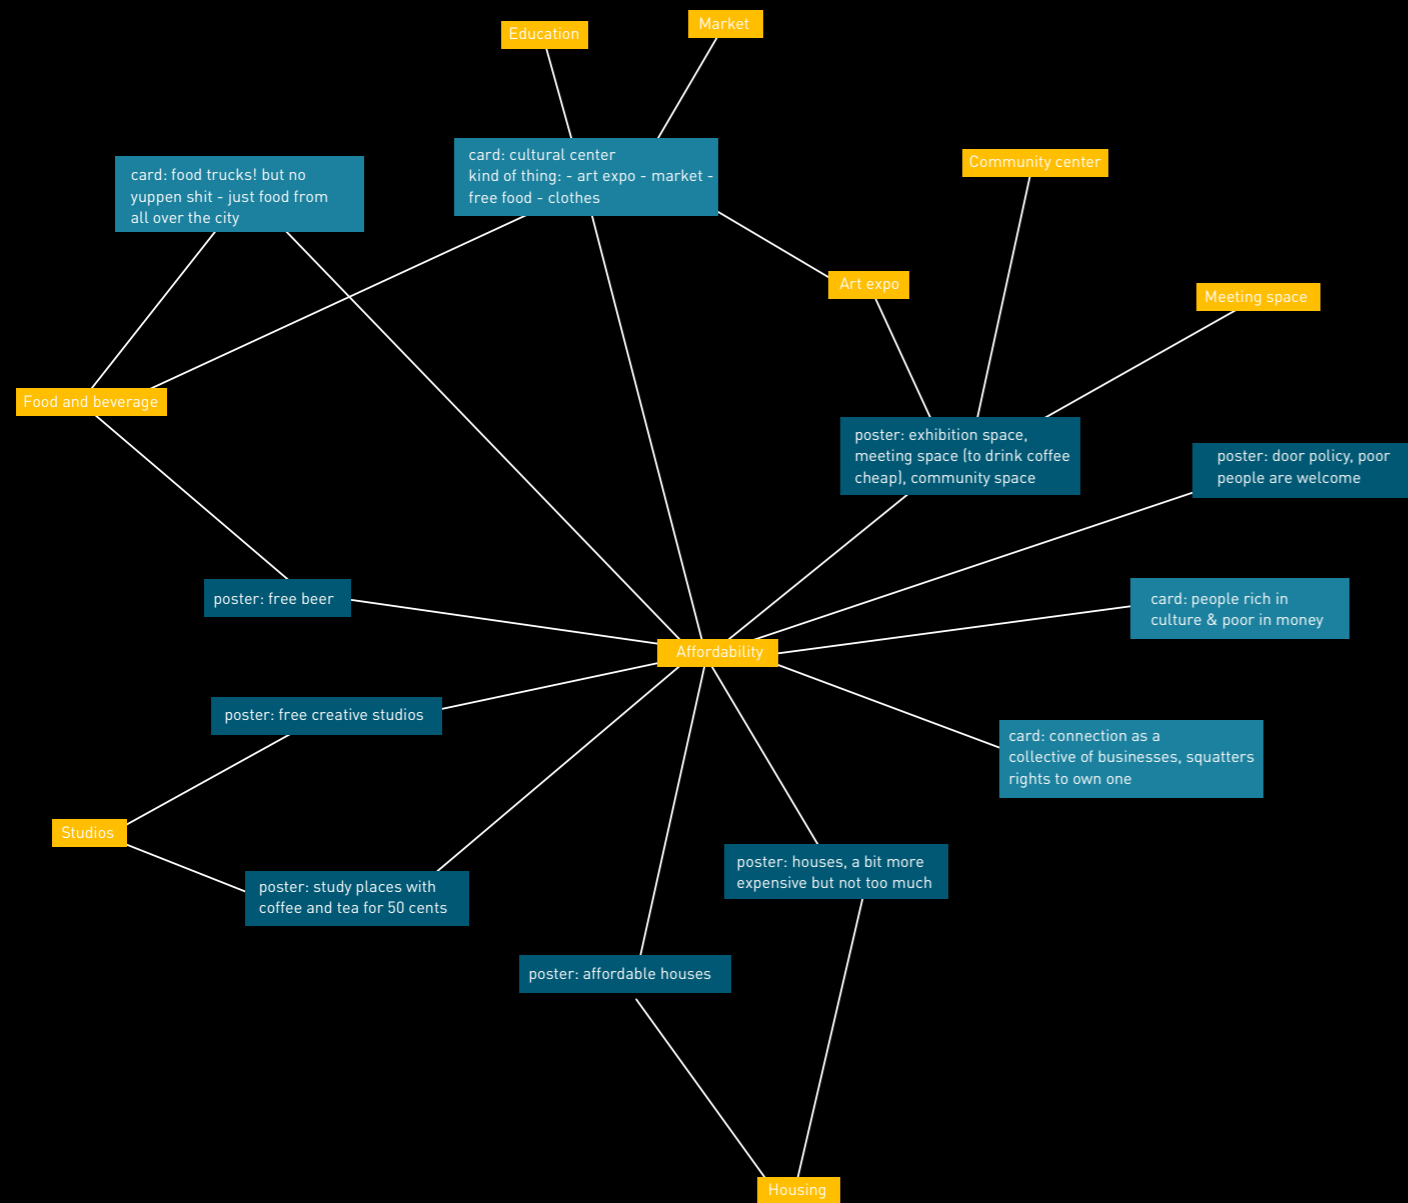 Market
Education
card: cultural center
kind of thing: - art expo - market -
free food - clothes
Community center
card: food trucks! but no
yuppen shit - just food from
all over the city
Art expo
Meeting space
Food and beverage
poster: exhibition space,
meeting space (to drink coffee
cheap), community space
poster: door policy, poor
people are welcome
poster: free beer
card: people rich in
culture & poor in money
Affordability
poster: free creative studios
card: connection as a
collective of businesses, squatters
rights to own one
Studios
poster: houses, a bit more
expensive but not too much
poster: study places with
coffee and tea for 50 cents
poster: affordable houses
Housing